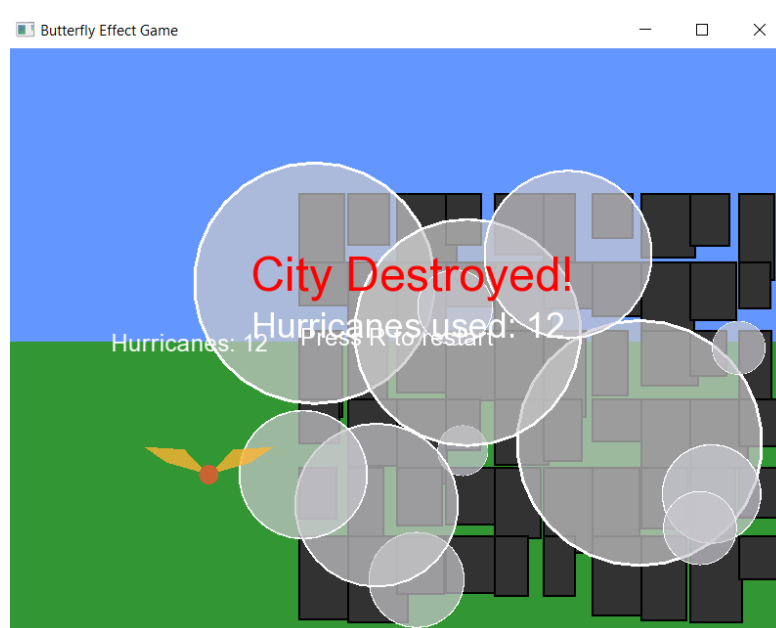 Butterfly Effect Game
City Destroyed!
Hurricanes used: 12
Hurricanes: 12
Press R to restart